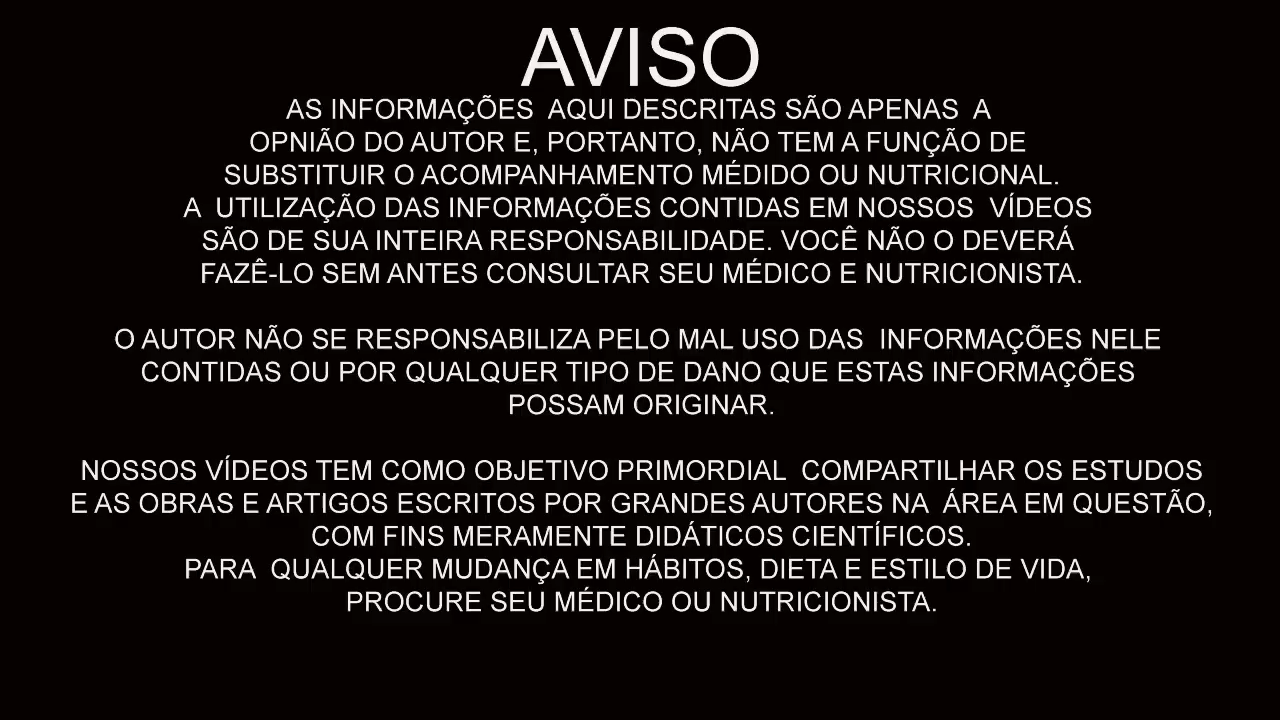 AVISO
AS INFORMAÇÕES AQUI DESCRITAS SÃO APENAS A
OPNIÃO DO AUTOR E, PORTANTO, NÃO TEM A FUNÇÃO DE
SUBSTITUIR O ACOMPANHAMENTO MÉDIDO OU NUTRICIONAL.
A UTILIZAÇÃO DAS INFORMAÇÕES CONTIDAS EM NOSSOS VÍDEOS
SÃO DE SUA INTEIRA RESPONSABILIDADE. VOCÊ NÃO O DEVERÁ
FAZÊ-LO SEM ANTES CONSULTAR SEU MÉDICO E NUTRICIONISTA.
O AUTOR NÃO SE RESPONSABILIZA PELO MAL USO DAS INFORMAÇÕES NELE
CONTIDAS OU POR QUALQUER TIPO DE DANO QUE ESTAS INFORMAÇÕES
POSSAM ORIGINAR.
NOSSOS VÍDEOS TEM COMO OBJETIVO PRIMORDIAL COMPARTILHAR OS ESTUDOS
E AS OBRAS E ARTIGOS ESCRITOS POR GRANDES AUTORES NA ÁREA EM QUESTÃO,
COM FINS MERAMENTE DIDÁTICOS CIENTÍFICOS.
PARA QUALQUER MUDANÇA EM HÁBITOS, DIETA E ESTILO DE VIDA,
PROCURE SEU MÉDICO OU NUTRICIONISTA.